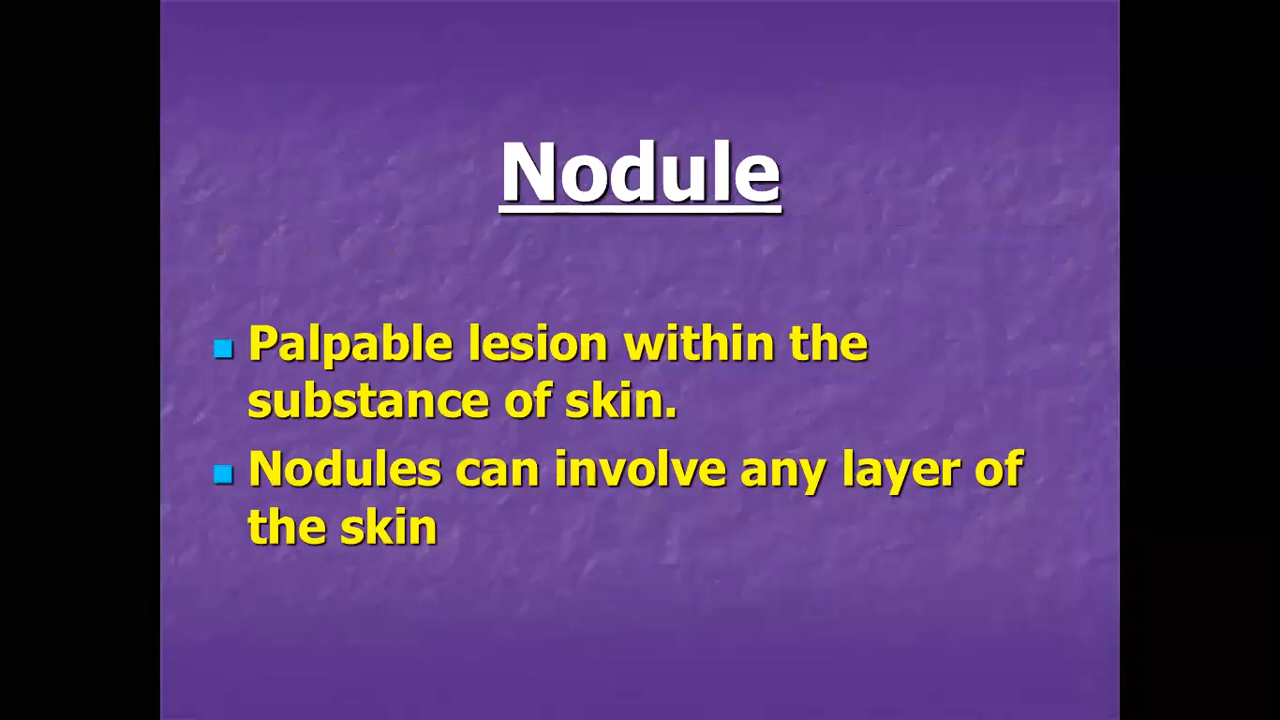 Nodule
Palpable lesion within the
substance of skin.
Nodules can involve any layer of
the skin